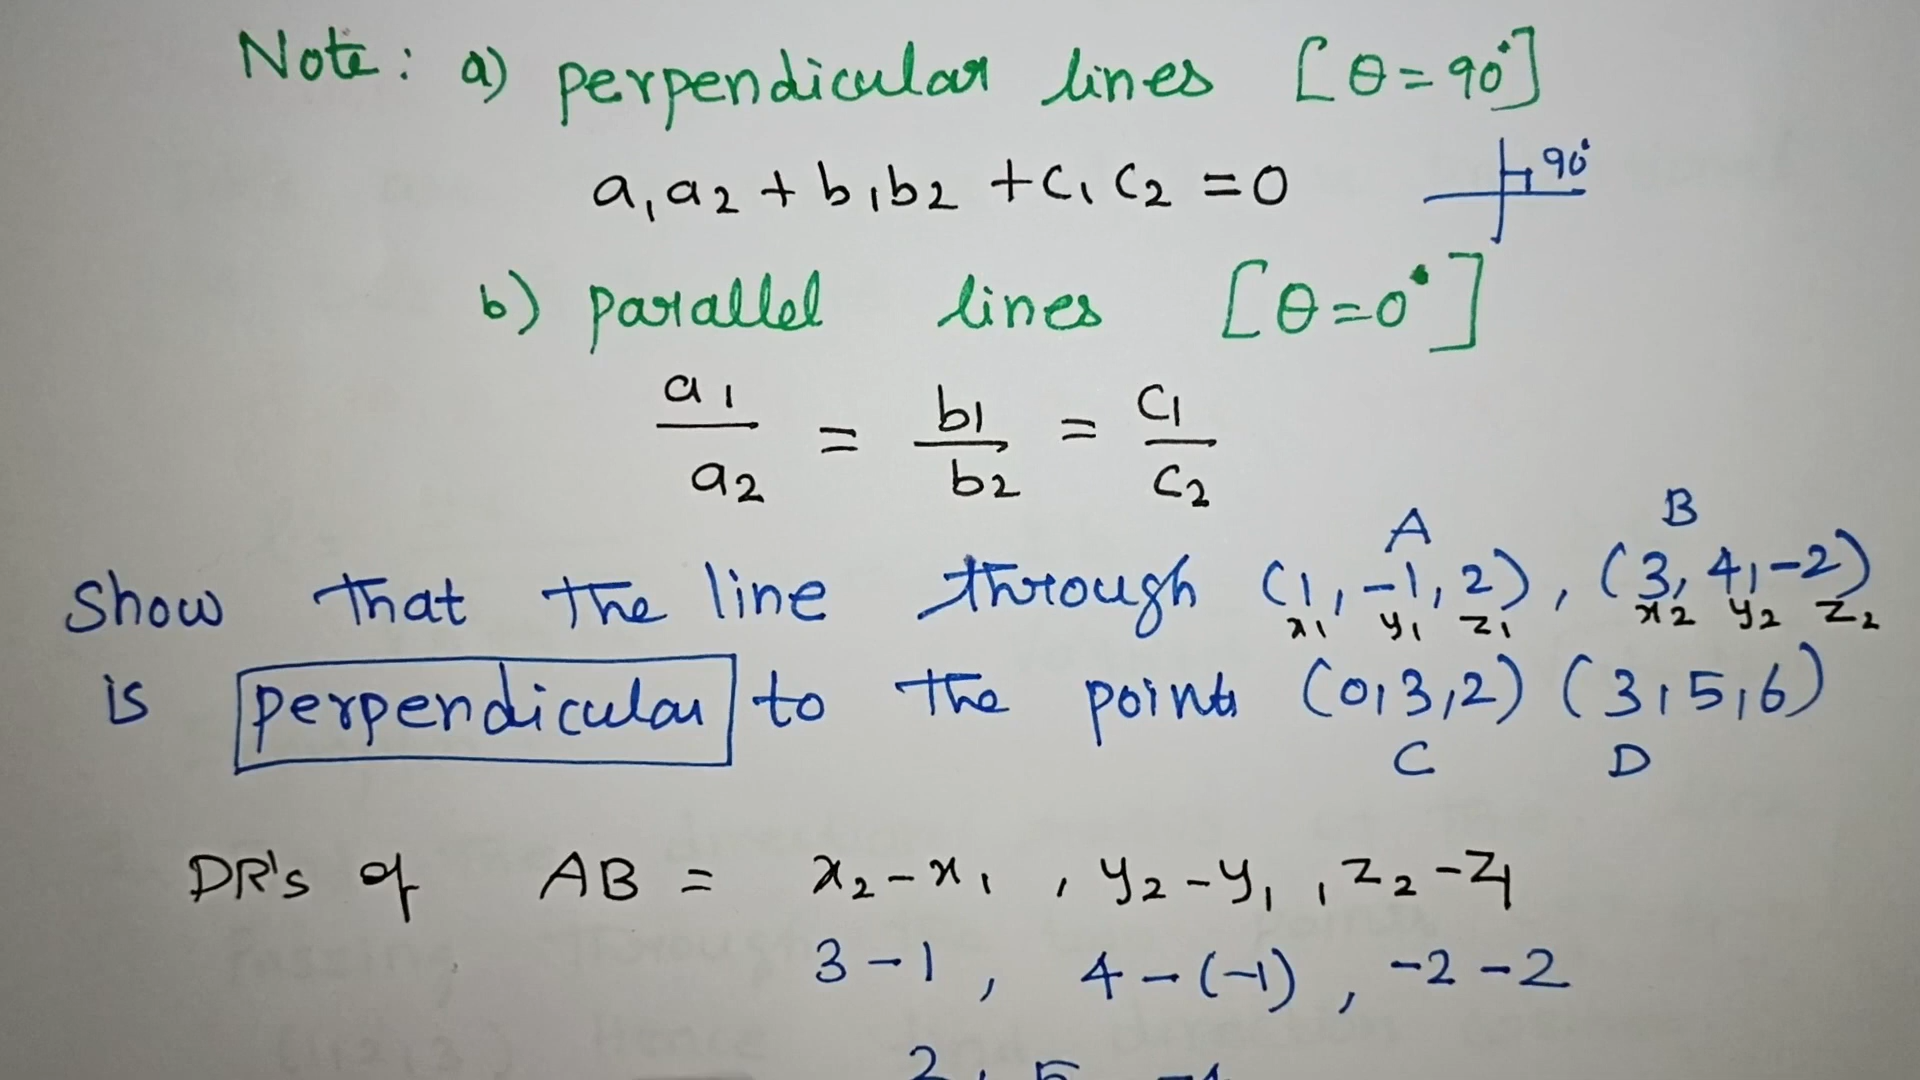 Note: a) perpendicular lines [θ=90°]
a₁a₂ + b₁b₂ + c₁c₂ = 0
90°
b) parallel lines [θ=0°]
a₁/a₂ = b₁/b₂ = c₁/c₂
A B
Show that the line through (1, -1, 2), (3, 4, -2)
x₁ y₁ z₁ x₂ y₂ z₂
is perpendicular to the points (0,3,2) (3,5,6)
C D
DR's of AB = x₂-x₁, y₂-y₁, z₂-z₁
3-1, 4-(-1), -2-2
2, 5, -4